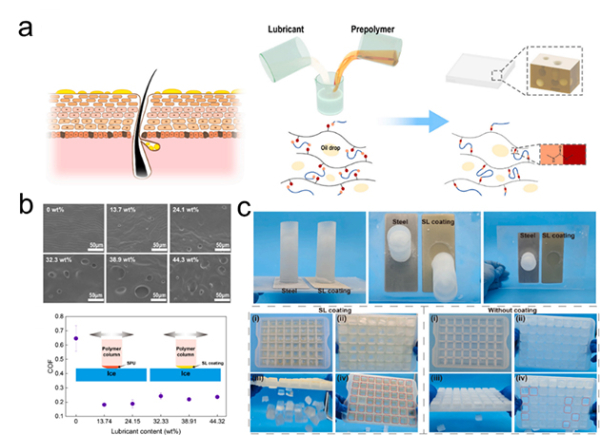 a
Lubricant
Prepolymer
Oil drop
b
0 wt%
13.7 wt%
24.1 wt%
50μm
50μm
50μm
32.3 wt%
38.9 wt%
44.3 wt%
50μm
50μm
50μm
COF
0.8
0.7
0.6
0.5
0.4
0.3
0.2
0.1
Polymer
column
SPU
Ice
Polymer
column
SL coating
Ice
0
13.74
24.15
32.33
38.91
44.32
Lubricant content (wt%)
c
Steel
SL coating
Steel
SL coating
Steel
SL coating
SL coating
(i)
(ii)
(iii)
(iv)
Without coating
(i)
(ii)
(iii)
(iv)